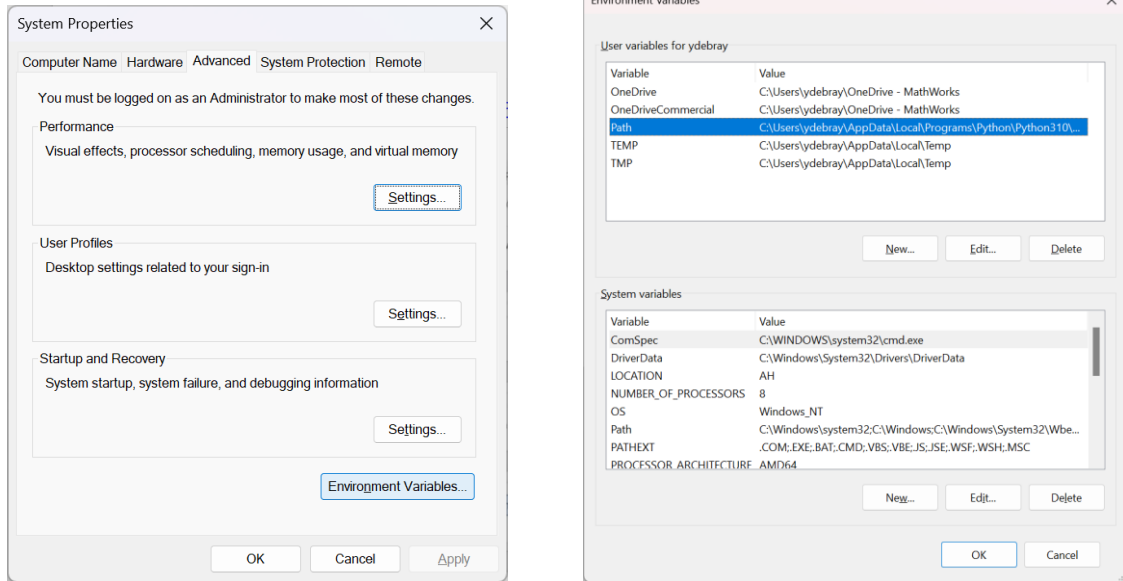 System Properties
Computer Name Hardware Advanced System Protection Remote
You must be logged on as an Administrator to make most of these changes.
Performance
Visual effects, processor scheduling, memory usage, and virtual memory
Settings...
User Profiles
Desktop settings related to your sign-in
Settings...
Startup and Recovery
System startup, system failure, and debugging information
Settings...
Environment Variables...
OK Cancel Apply
Environment Variables
User variables for ydebray
Variable Value
OneDrive C:\Users\ydebray\OneDrive - MathWorks
OneDriveCommercial C:\Users\ydebray\OneDrive - MathWorks
Path C:\Users\ydebray\AppData\Local\Programs\Python\Python310\...
TEMP C:\Users\ydebray\AppData\Local\Temp
TMP C:\Users\ydebray\AppData\Local\Temp
New... Edit... Delete
System variables
Variable Value
ComSpec C:\WINDOWS\system32\cmd.exe
DriverData C:\Windows\System32\Drivers\DriverData
LOCATION AH
NUMBER_OF_PROCESSORS 8
OS Windows_NT
Path C:\Windows\system32;C:\Windows;C:\Windows\System32\Wbe...
PATHEXT .COM;.EXE;.BAT;.CMD;.VBS;.VBE;.JS;.JSE;.WSF;.WSH;.MSC
PROCESSOR_ARCHITECTURE AMD64
New... Edit... Delete
OK Cancel